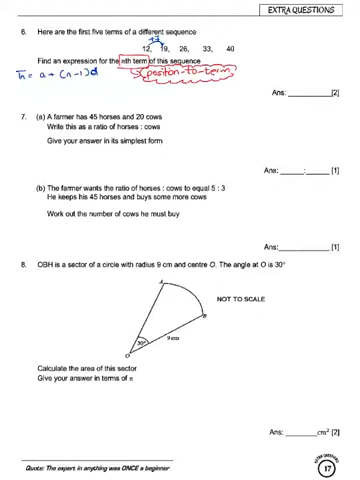 EXTRA QUESTIONS
6. Here are the first five terms of a different sequence
+7
12, 19, 26, 33, 40
Find an expression for the nth term of this sequence
Tn = a + (n-1)d
position-to-term
Ans: ____________[2]
7. (a) A farmer has 45 horses and 20 cows
Write this as a ratio of horses : cows
Give your answer in its simplest form
Ans: ______:______[1]
(b) The farmer wants the ratio of horses : cows to equal 5 : 3
He keeps his 45 horses and buys some more cows
Work out the number of cows he must buy
Ans:______________[1]
8. OBH is a sector of a circle with radius 9 cm and centre O. The angle at O is 30°
A
NOT TO SCALE
B
30°
9 cm
O
Calculate the area of this sector
Give your answer in terms of π
Ans: ________cm² [2]
Quote: The expert in anything was ONCE a beginner
EXTRA QUESTIONS
17